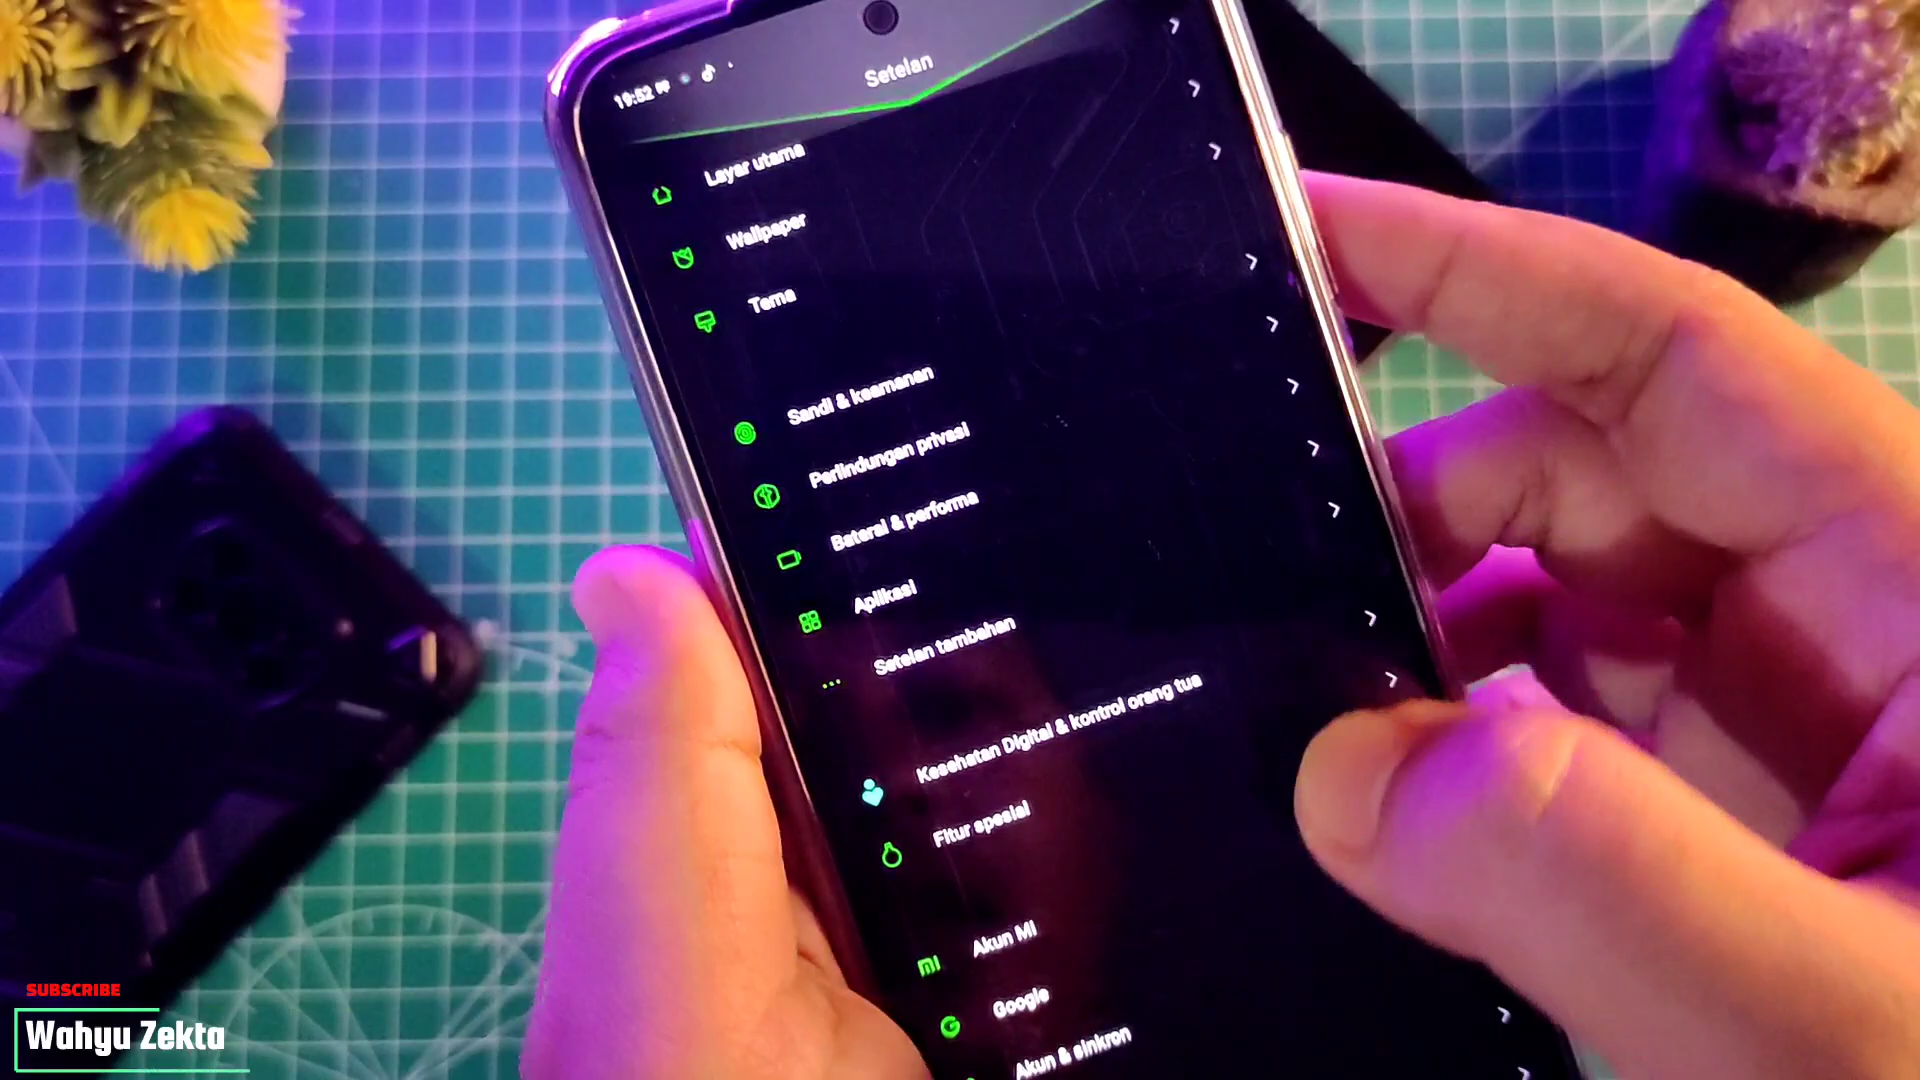 19:52
Setelan
Layar utama
Wallpaper
Tema
Sandi & keamanan
Perlindungan privasi
Baterai & performa
Aplikasi
Setelan tambahan
Kesehatan Digital & kontrol orang tua
Fitur spesial
Akun Mi
Google
Akun & sinkron
SUBSCRIBE
Wahyu Zekta